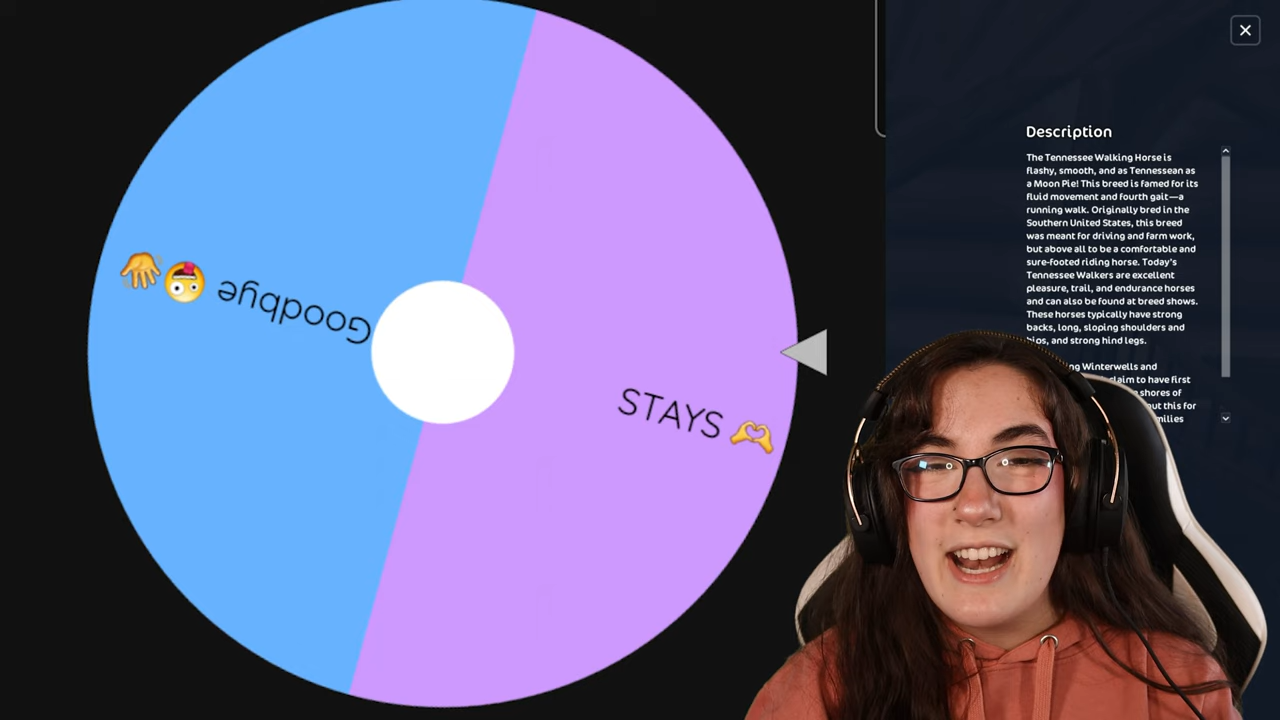 Goodbye
STAYS
Description
The Tennessee Walking Horse is
flashy, smooth, and as Tennessean as
a Moon Pie! This breed is famed for its
fluid movement and fourth gait—a
running walk. Originally bred in the
Southern United States, this breed
was meant for driving and farm work,
but above all to be a comfortable and
sure-footed riding horse. Today's
Tennessee Walkers are excellent
pleasure, trail, and endurance horses
and can also be found at breed shows.
These horses typically have strong
backs, long, sloping shoulders and
hips, and strong hind legs.
Winterwells and
claim to have first
shores of
this for